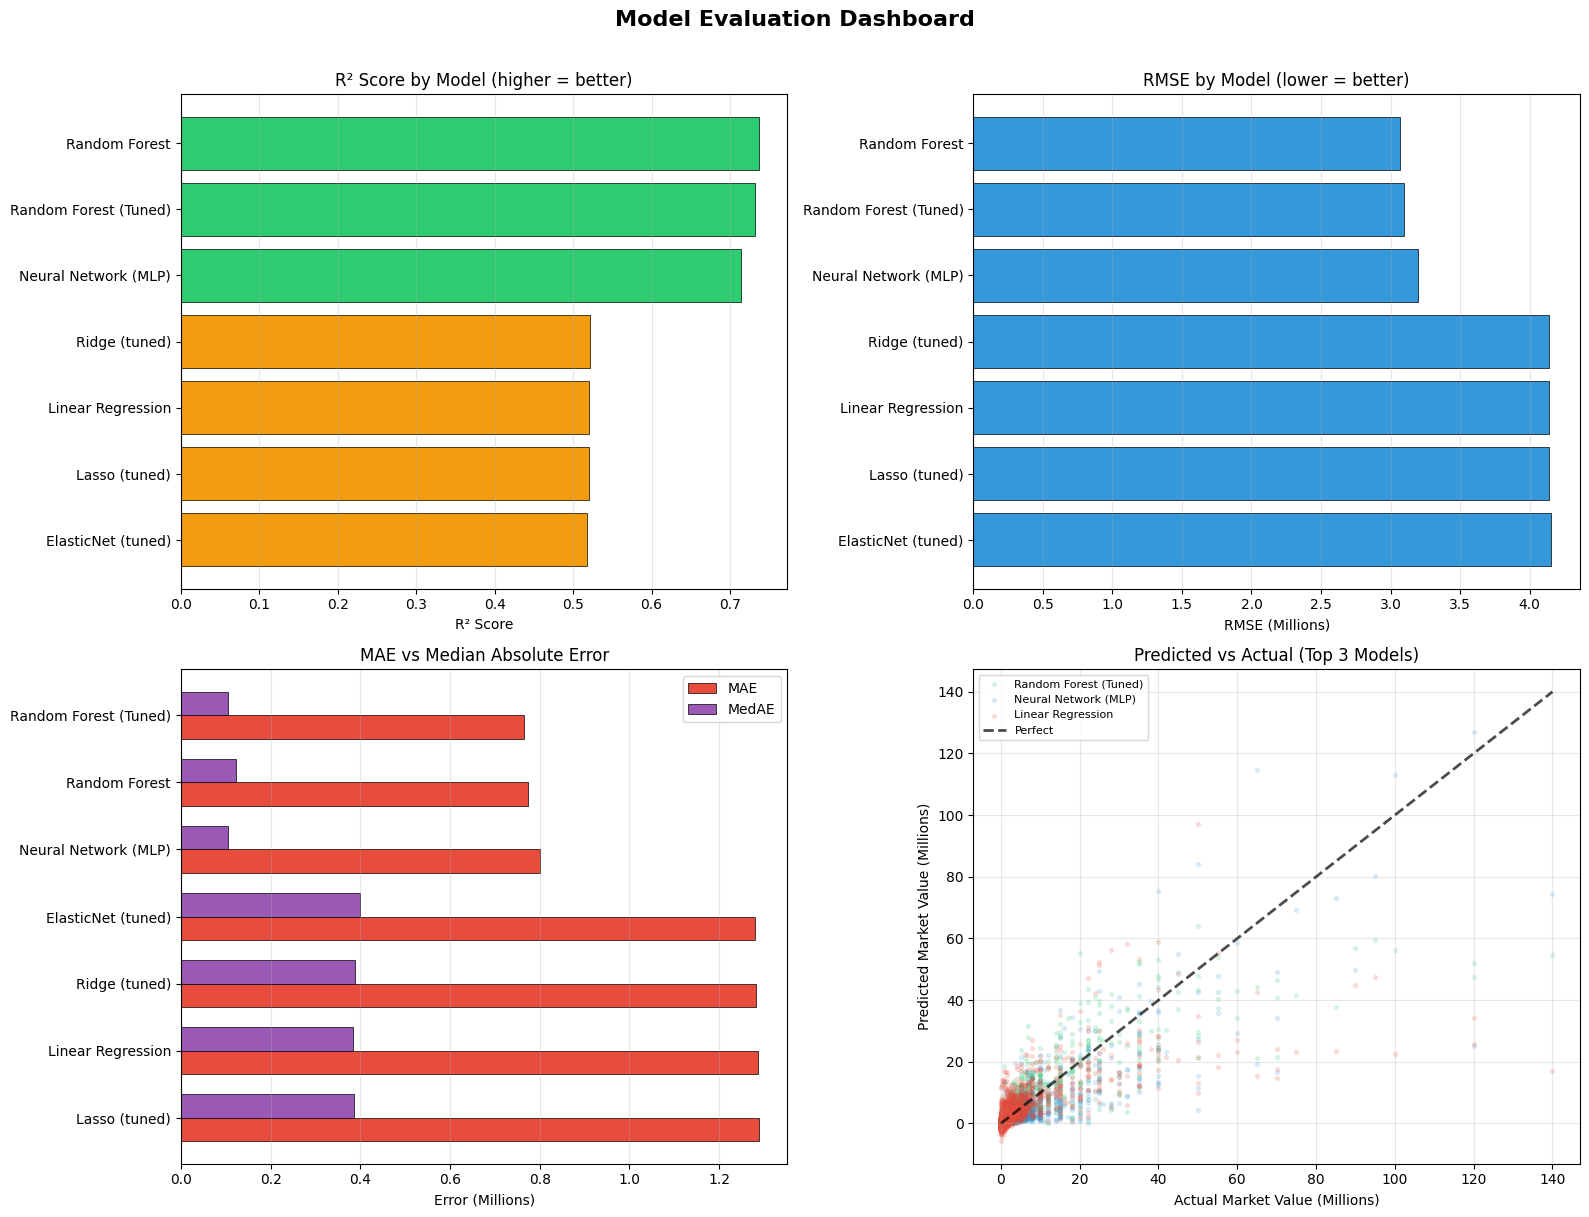 Model Evaluation Dashboard
R² Score by Model (higher = better)
Random Forest
Random Forest (Tuned)
Neural Network (MLP)
Ridge (tuned)
Linear Regression
Lasso (tuned)
ElasticNet (tuned)
0.0 0.1 0.2 0.3 0.4 0.5 0.6 0.7
R² Score
RMSE by Model (lower = better)
Random Forest
Random Forest (Tuned)
Neural Network (MLP)
Ridge (tuned)
Linear Regression
Lasso (tuned)
ElasticNet (tuned)
0.0 0.5 1.0 1.5 2.0 2.5 3.0 3.5 4.0
RMSE (Millions)
MAE vs Median Absolute Error
MAE
MedAE
Random Forest (Tuned)
Random Forest
Neural Network (MLP)
ElasticNet (tuned)
Ridge (tuned)
Linear Regression
Lasso (tuned)
0.0 0.2 0.4 0.6 0.8 1.0 1.2
Error (Millions)
Predicted vs Actual (Top 3 Models)
Random Forest (Tuned)
Neural Network (MLP)
Linear Regression
Perfect
Predicted Market Value (Millions)
140
120
100
80
60
40
20
0
0 20 40 60 80 100 120 140
Actual Market Value (Millions)